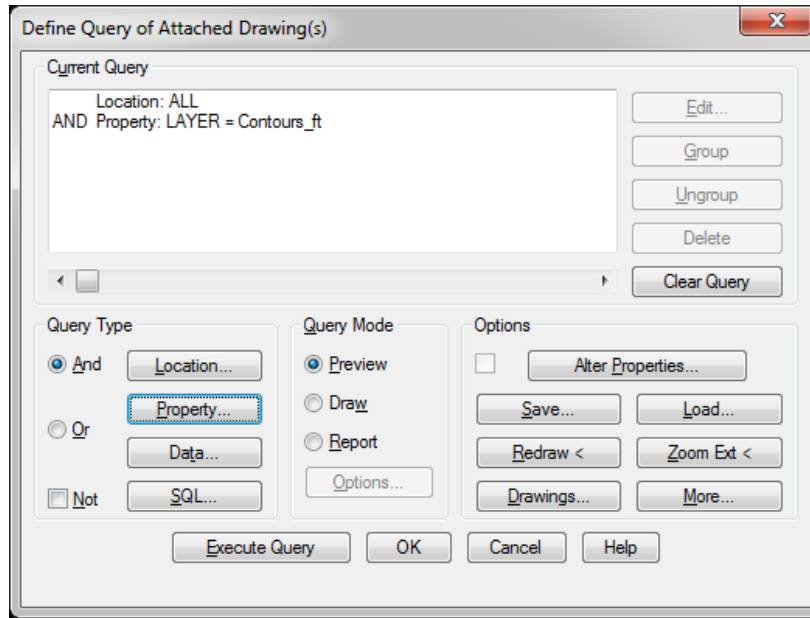 Define Query of Attached Drawing(s)
Current Query
Location: ALL
AND Property: LAYER = Contours_ft
Edit...
Group
Ungroup
Delete
Clear Query
Query Type
And
Location...
Property...
Or
Data...
Not
SQL...
Query Mode
Preview
Draw
Report
Options...
Options
Alter Properties...
Save...
Load...
Redraw <
Zoom Ext <
Drawings...
More...
Execute Query
OK
Cancel
Help